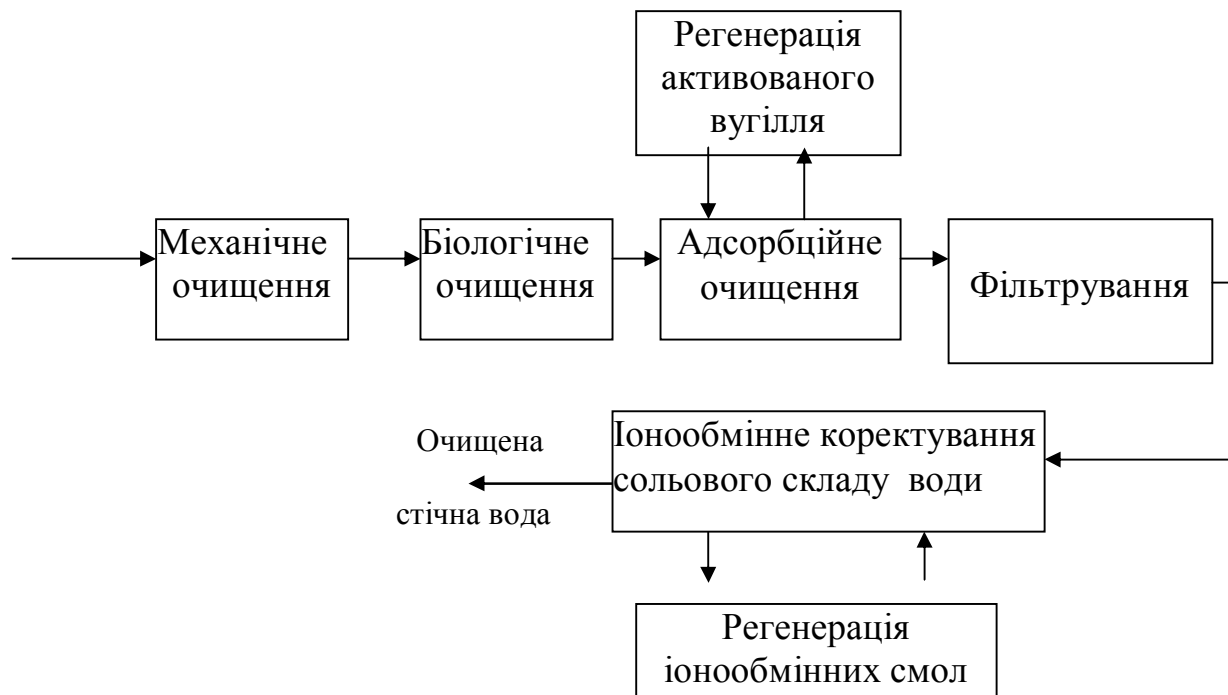 Регенерація
активованого
вугілля
Механічне
очищення
Біологічне
очищення
Адсорбційне
очищення
Фільтрування
Іонообмінне коректування
сольового складу води
Очищена
стічна вода
Регенерація
іонообмінних смол